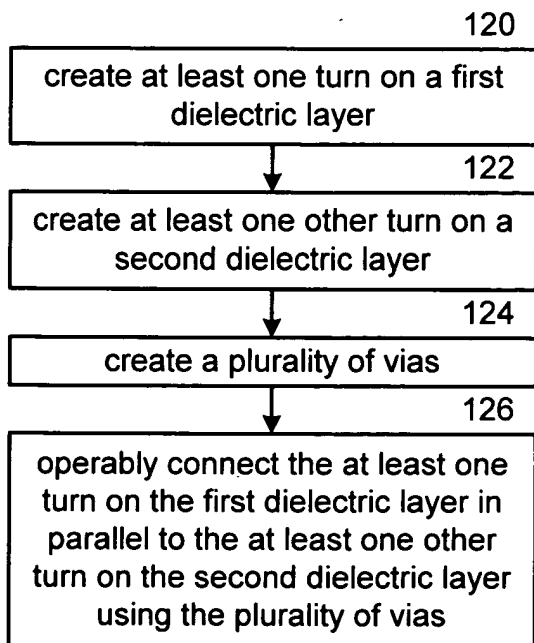 120
create at least one turn on a first
dielectric layer
122
create at least one other turn on a
second dielectric layer
124
create a plurality of vias
126
operably connect the at least one
turn on the first dielectric layer in
parallel to the at least one other
turn on the second dielectric layer
using the plurality of vias